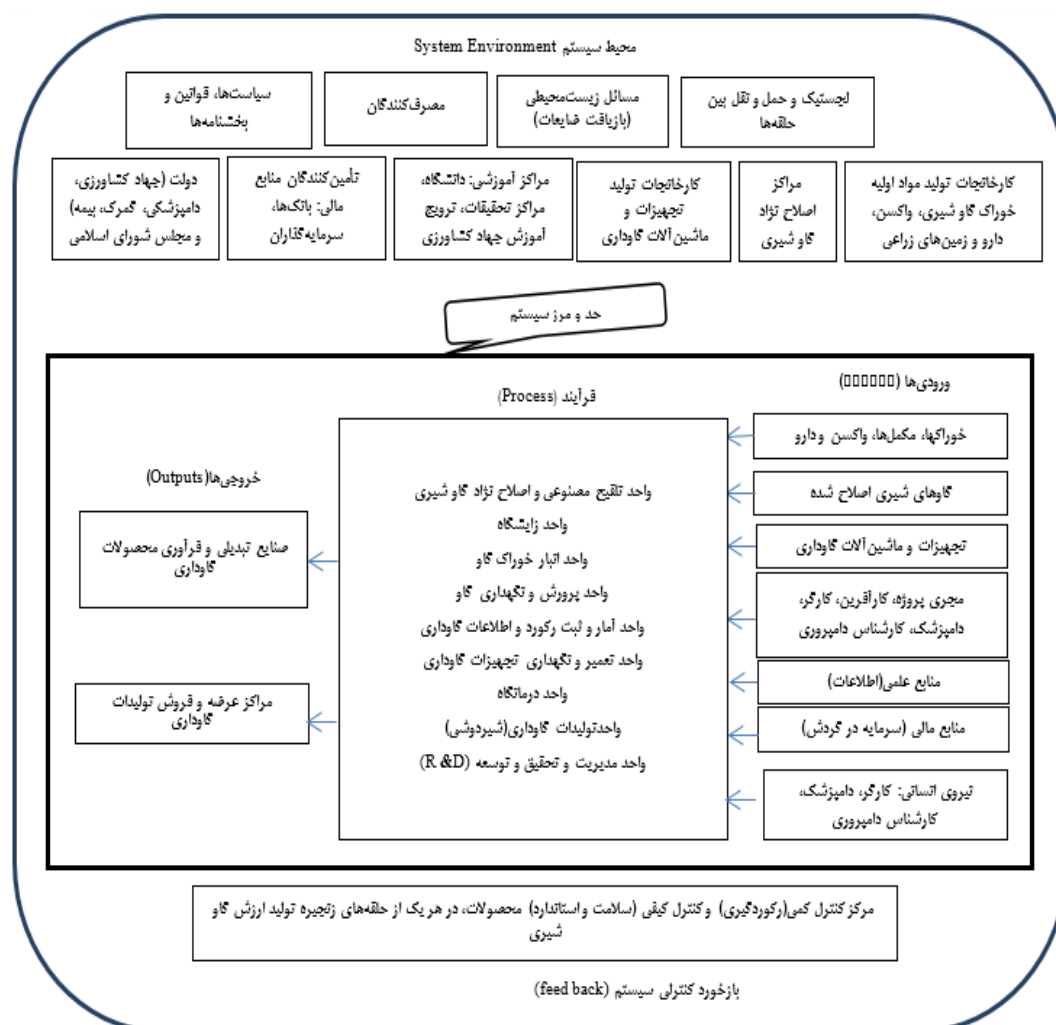 محیط سیستم System Environment
لجستیک و حمل و نقل بین
حلقه‌ها
مسائل زیست‌محیطی
(بازیافت ضایعات)
مصرف‌کنندگان
سیاست‌ها، قوانین و
بخشنامه‌ها
کارخانجات تولید مواد اولیه
خوراک گاو شیری، واکسن،
دارو و زمین‌های زراعی
مراکز
اصلاح نژاد
گاو شیری
کارخانجات تولید
تجهیزات و
ماشین‌آلات گاوداری
مراکز آموزشی: دانشگاه،
مراکز تحقیقات، ترویج
آموزش جهاد کشاورزی
تأمین‌کنندگان منابع
مالی: بانک‌ها،
سرمایه‌گذاران
دولت (جهاد کشاورزی،
دامپزشکی، گمرک، بیمه)
و مجلس شورای اسلامی
حد و مرز سیستم
ورودی‌ها (□□□□□□)
خوراکها، مکمل‌ها، واکسن و دارو
گاوهای شیری اصلاح شده
تجهیزات و ماشین‌آلات گاوداری
مجری پروژه، کارآفرین، کارگر،
دامپزشک، کارشناس دامپروری
منابع علمی(اطلاعات)
منابع مالی (سرمایه در گردش)
نیروی انسانی: کارگر، دامپزشک،
کارشناس دامپروری
فرآیند (Process)
واحد تلقیح مصنوعی و اصلاح نژاد گاو شیری
واحد زایشگاه
واحد انبار خوراک گاو
واحد پرورش و نگهداری گاو
واحد آمار و ثبت رکورد و اطلاعات گاوداری
واحد تعمیر و نگهداری تجهیزات گاوداری
واحد درمانگاه
واحدتولیدات گاوداری(شیردوشی)
واحد مدیریت و تحقیق و توسعه (R &D)
خروجی‌ها(Outputs)
صنایع تبدیلی و فرآوری محصولات
گاوداری
مراکز عرضه و فروش تولیدات
گاوداری
مرکز کنترل کمی(رکوردگیری) و کنترل کیفی (سلامت و استاندارد) محصولات، در هر یک از حلقه‌های زنجیره تولید ارزش گاو
شیری
بازخورد کنترلی سیستم (feed back)